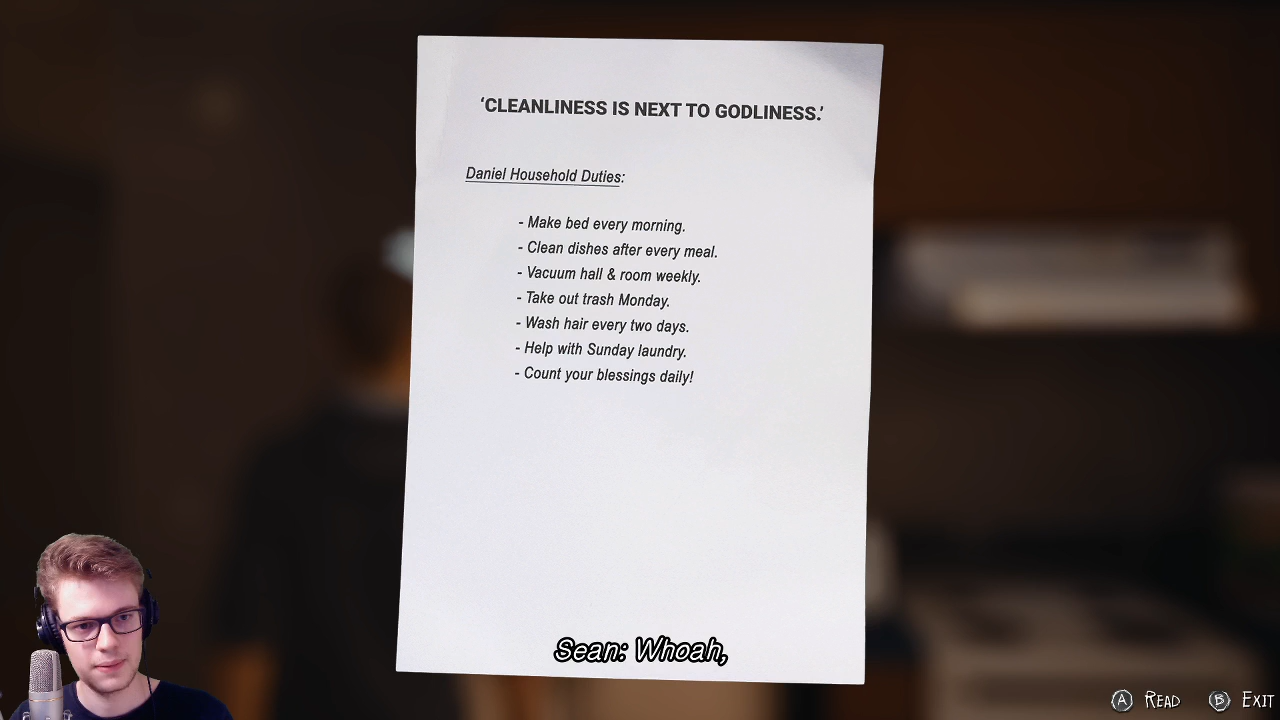 ‘CLEANLINESS IS NEXT TO GODLINESS.’
Daniel Household Duties:
- Make bed every morning.
- Clean dishes after every meal.
- Vacuum hall & room weekly.
- Take out trash Monday.
- Wash hair every two days.
- Help with Sunday laundry.
- Count your blessings daily!
Sean: Whoah,
A READ B EXIT